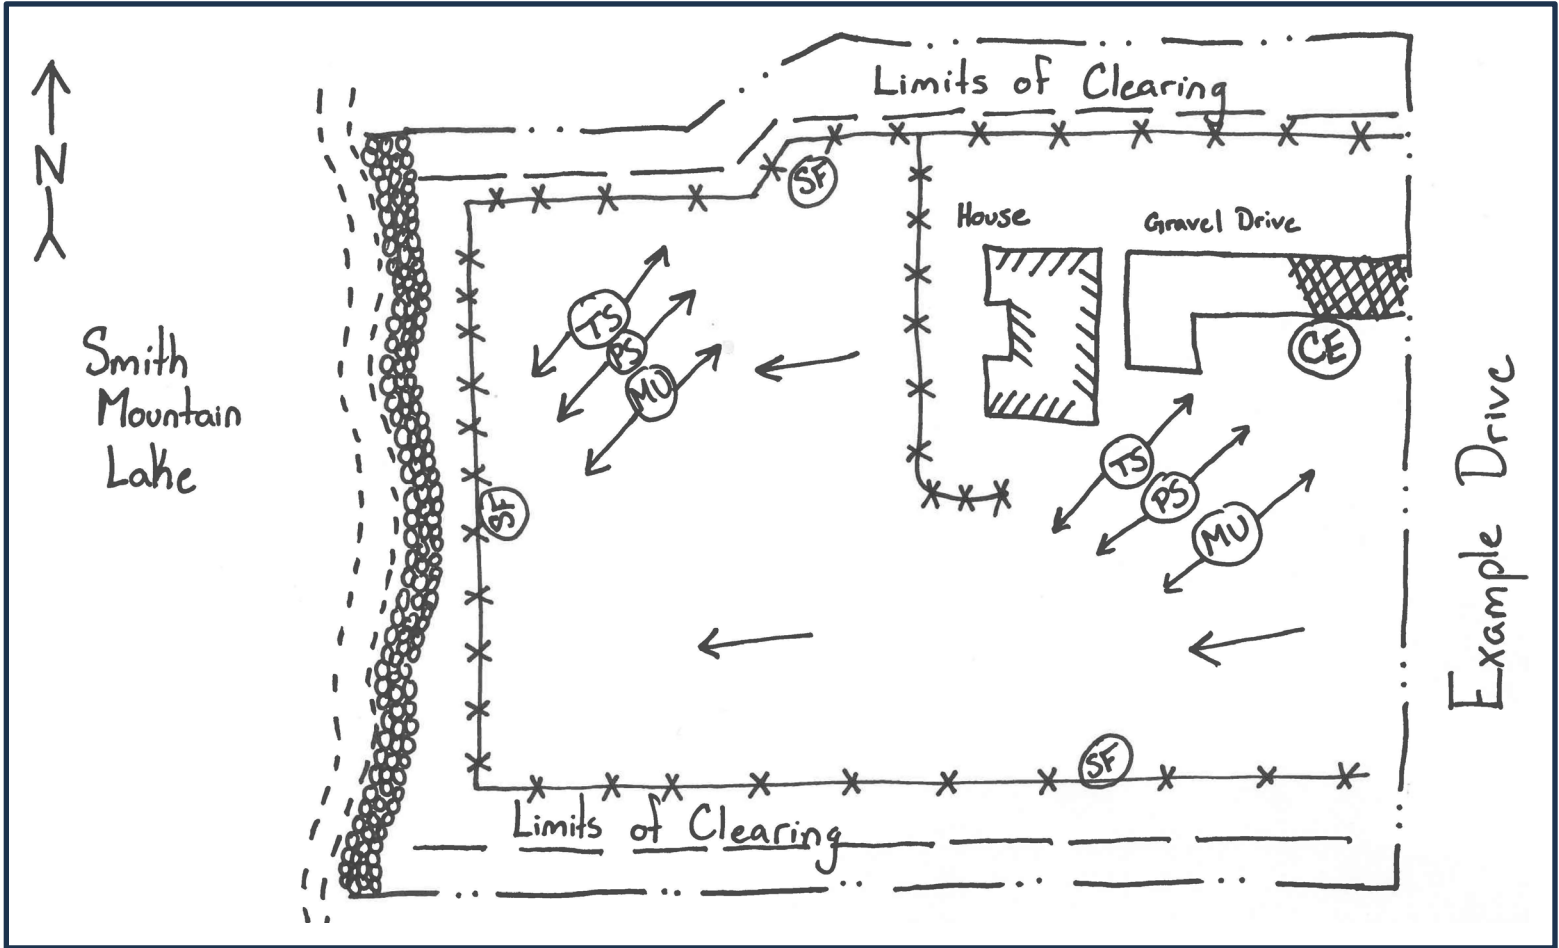 Limits of Clearing
N
SF
House
Gravel Drive
TS
PS
MU
CE
Smith
Mountain
Lake
TS
PS
MU
SF
Example Drive
SF
Limits of Clearing